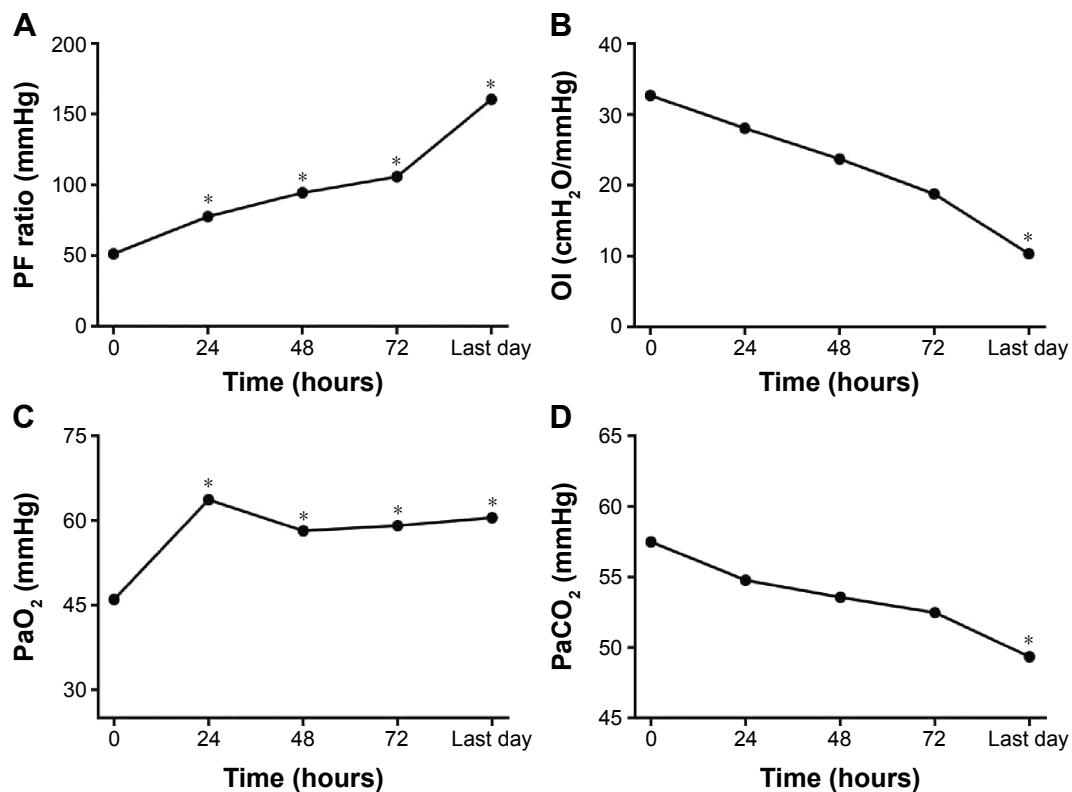 A
PF ratio (mmHg)
200
150
100
50
0
*
*
*
*
0 24 48 72 Last day
Time (hours)
B
OI (cmH₂O/mmHg)
40
30
20
10
0
*
0 24 48 72 Last day
Time (hours)
C
PaO₂ (mmHg)
75
60
45
30
*
*
*
*
0 24 48 72 Last day
Time (hours)
D
PaCO₂ (mmHg)
65
60
55
50
45
*
0 24 48 72 Last day
Time (hours)